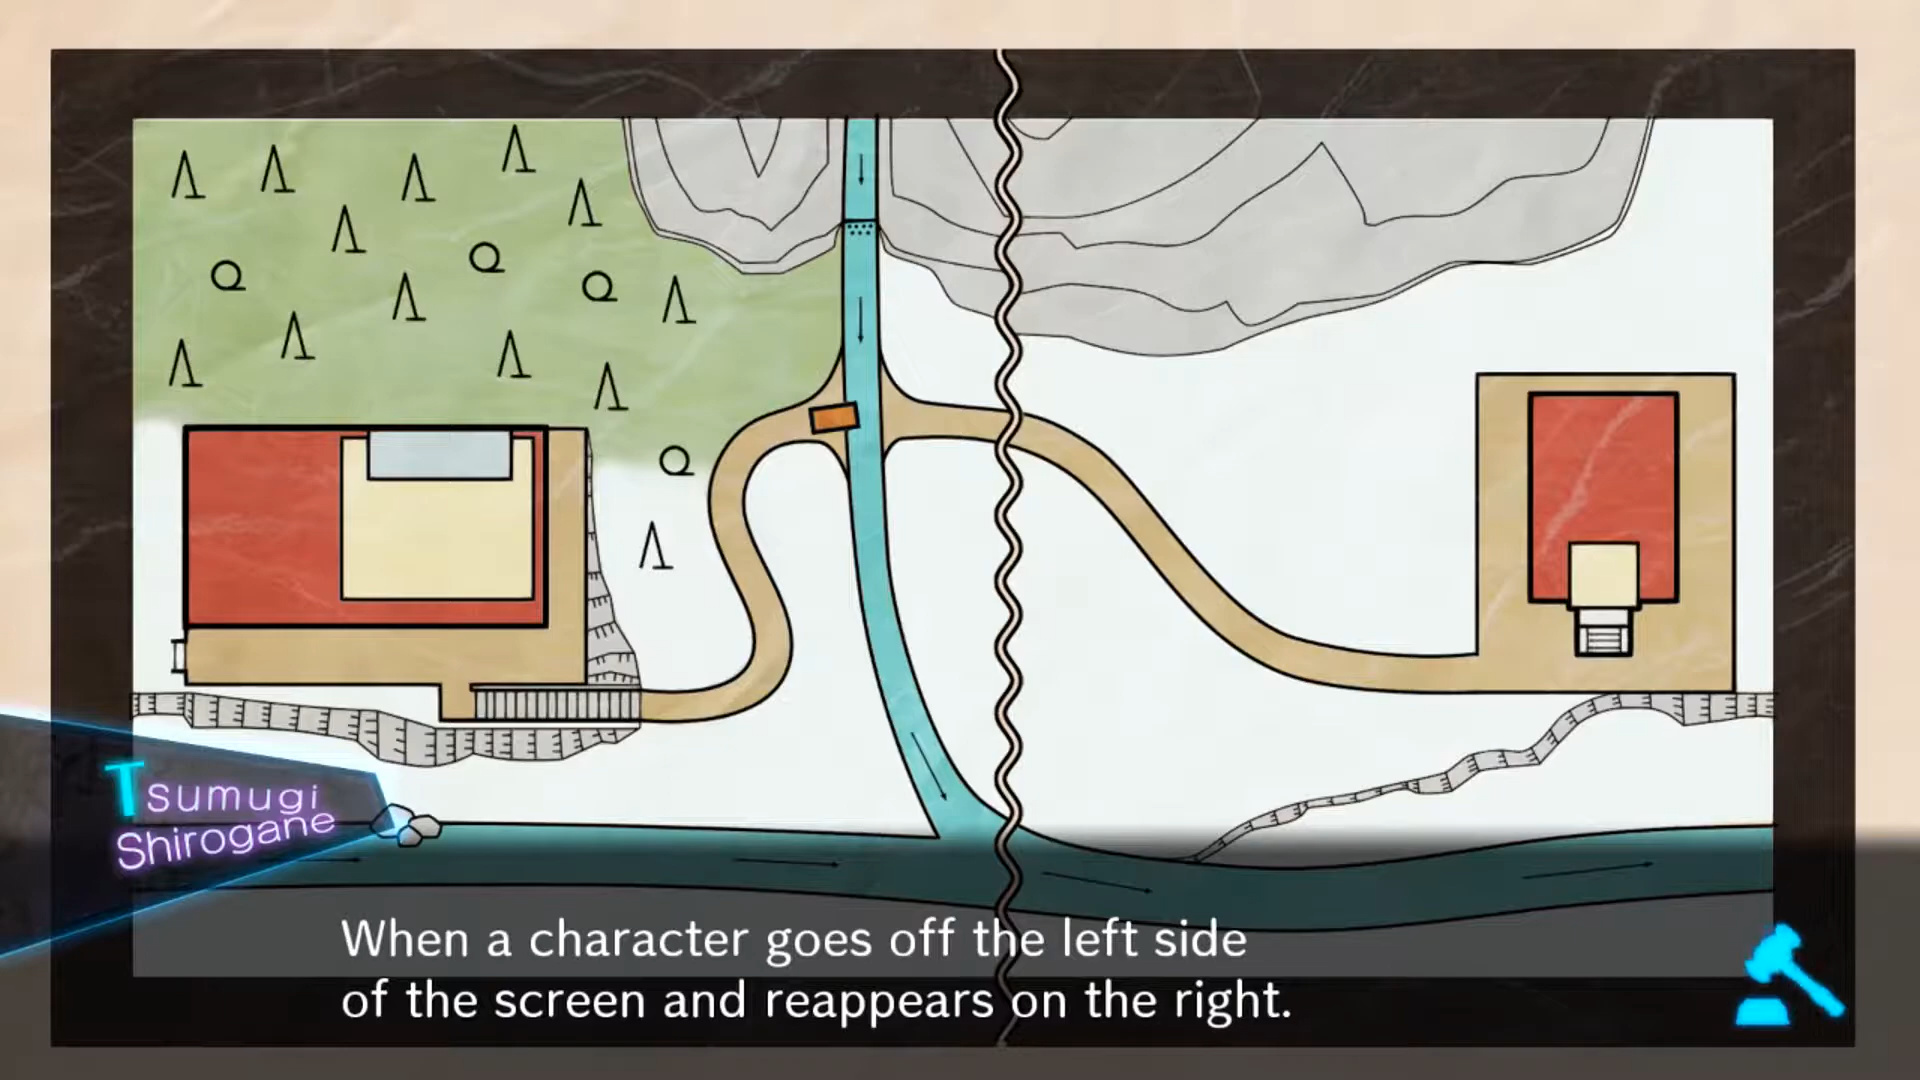 Tsumugi
Shirogane
When a character goes off the left side
of the screen and reappears on the right.